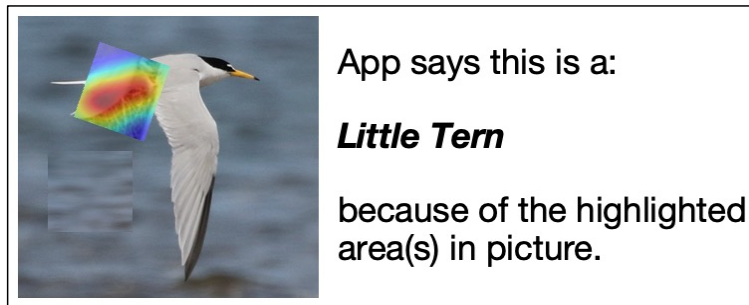 App says this is a:
Little Tern
because of the highlighted
area(s) in picture.